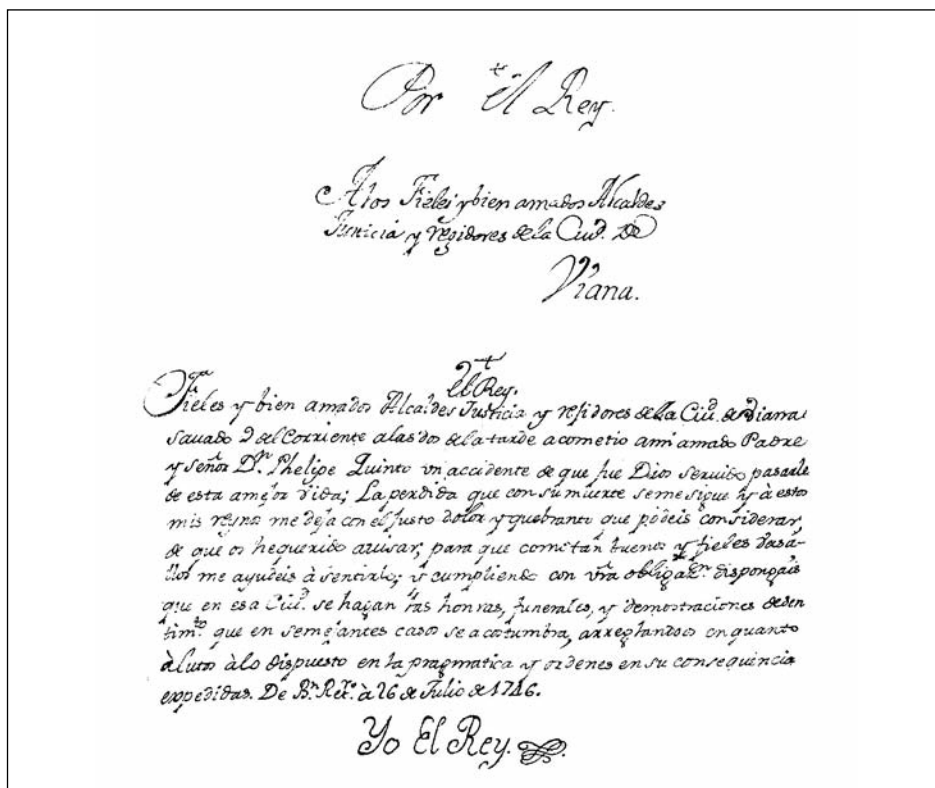 Por el Rey.
A los Fieles y bien amados Alcaldes
Justicia y regidores de la Ciud. de
Viana.
El Rey.
Fieles y bien amados Alcaldes Justicia y regidores de la Ciud. de Viana
Savado 9 del Corriente a las dos de la tarde acometio a mi amado Padre
y señor Dn. Phelipe Quinto vn accidente de que fue Dios servido pasarle
de esta a mejor vida; La perdida que con su muerte se me sigue y à estos
mis reynos me deja con el justo dolor y quebranto que podeis considerar,
de que os he querido avisar, para que como tan buenos y fieles vasa-
llos me ayudeis à sentirlo; y cumpliendo con vra obligazn. dispongais
que en esa Ciud. se hagan las honras, funerales, y demostraciones de sen
timto. que en semejantes casos se acostumbra, arreglandoos en quanto
à lutos à lo dispuesto en la pragmatica y ordenes en su consequencia
expedidas. De Bn. Reto. à 26 de Julio de 1746.
Yo El Rey.